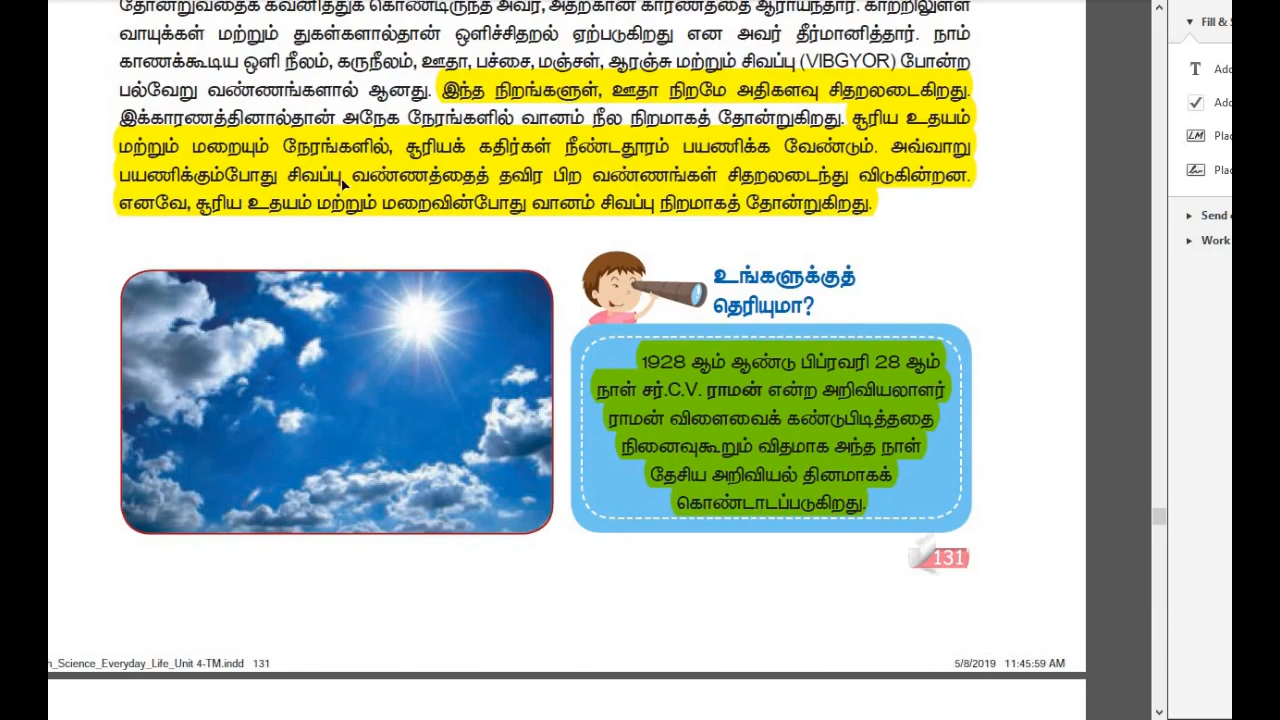 தோன்றுவதைக் கவனித்துக் கொண்டிருந்த அவர், அதற்கான காரணத்தை ஆராய்ந்தார். காற்றிலுள்ள
வாயுக்கள் மற்றும் துகள்களால்தான் ஒளிச்சிதறல் ஏற்படுகிறது என அவர் தீர்மானித்தார். நாம்
காணக்கூடிய ஒளி நீலம், கருநீலம், ஊதா, பச்சை, மஞ்சள், ஆரஞ்சு மற்றும் சிவப்பு (VIBGYOR) போன்ற
பல்வேறு வண்ணங்களால் ஆனது. இந்த நிறங்களுள், ஊதா நிறமே அதிகளவு சிதறலடைகிறது.
இக்காரணத்தினால்தான் அநேக நேரங்களில் வானம் நீல நிறமாகத் தோன்றுகிறது. சூரிய உதயம்
மற்றும் மறையும் நேரங்களில், சூரியக் கதிர்கள் நீண்டதூரம் பயணிக்க வேண்டும். அவ்வாறு
பயணிக்கும்போது சிவப்பு வண்ணத்தைத் தவிர பிற வண்ணங்கள் சிதறலடைந்து விடுகின்றன.
எனவே, சூரிய உதயம் மற்றும் மறைவின்போது வானம் சிவப்பு நிறமாகத் தோன்றுகிறது.
உங்களுக்குத்
தெரியுமா?
1928 ஆம் ஆண்டு பிப்ரவரி 28 ஆம்
நாள் சர்.C.V. ராமன் என்ற அறிவியலாளர்
ராமன் விளைவைக் கண்டுபிடித்ததை
நினைவுகூறும் விதமாக அந்த நாள்
தேசிய அறிவியல் தினமாகக்
கொண்டாடப்படுகிறது.
131
_Science_Everyday_Life_Unit 4-TM.indd 131
5/8/2019 11:45:59 AM
Fill &
T
LM
Send
Work